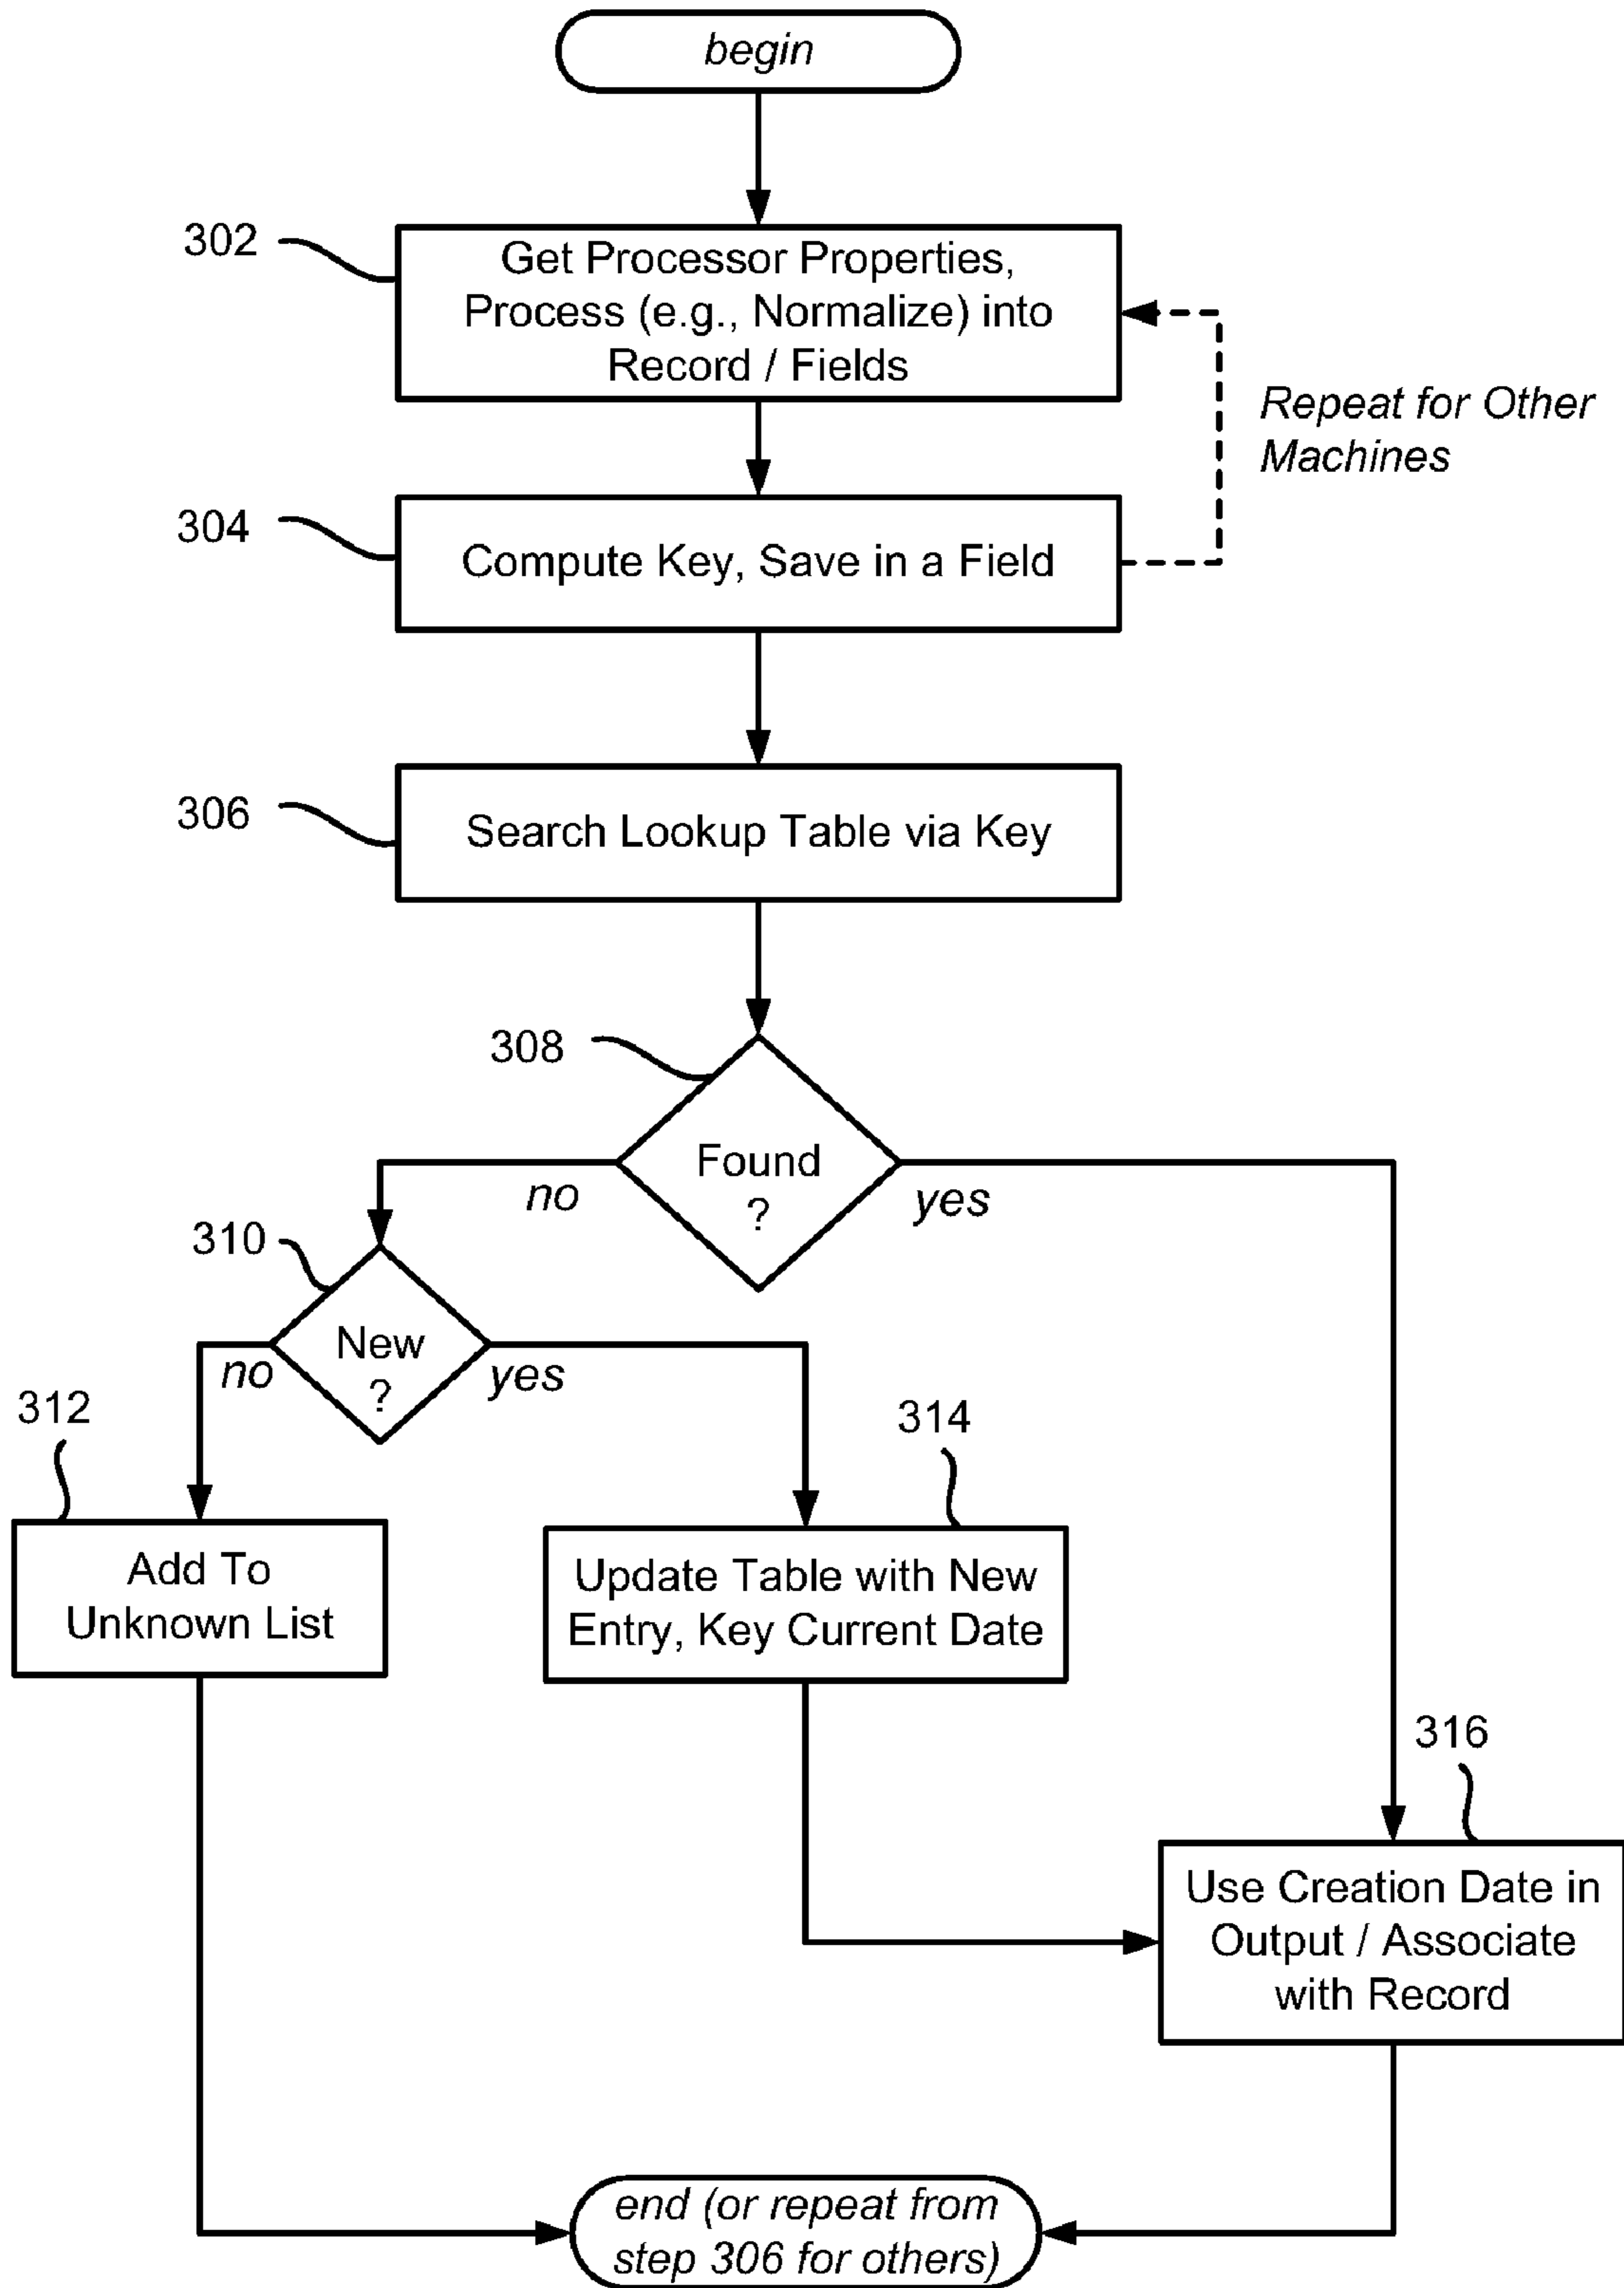 begin
302
Get Processor Properties,
Process (e.g., Normalize) into
Record / Fields
Repeat for Other
Machines
304
Compute Key, Save in a Field
306
Search Lookup Table via Key
308
Found
?
no
yes
310
New
?
no
yes
312
314
Add To
Unknown List
Update Table with New
Entry, Key Current Date
316
Use Creation Date in
Output / Associate
with Record
end (or repeat from
step 306 for others)